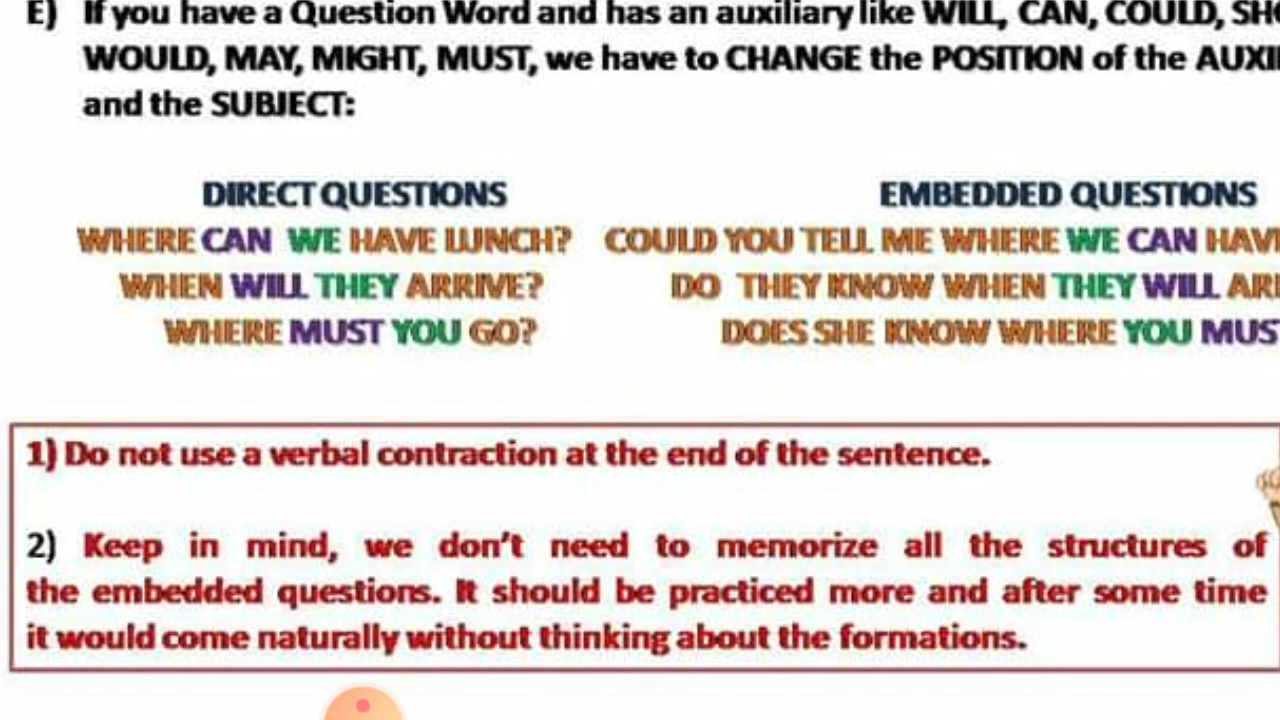 E) If you have a Question Word and has an auxiliary like WILL, CAN, COULD,
WOULD, MAY, MIGHT, MUST, we have to CHANGE the POSITION of the
and the SUBJECT:
DIRECT QUESTIONS EMBEDDED QUESTIONS
WHERE CAN WE HAVE LUNCH? COULD YOU TELL ME WHERE WE CAN
WHEN WILL THEY ARRIVE? DO THEY KNOW WHEN THEY WILL
WHERE MUST YOU GO? DOES SHE KNOW WHERE YOU
1) Do not use a verbal contraction at the end of the sentence.
2) Keep in mind, we don't need to memorize all the structures of
the embedded questions. It should be practiced more and after some time
it would come naturally without thinking about the formations.